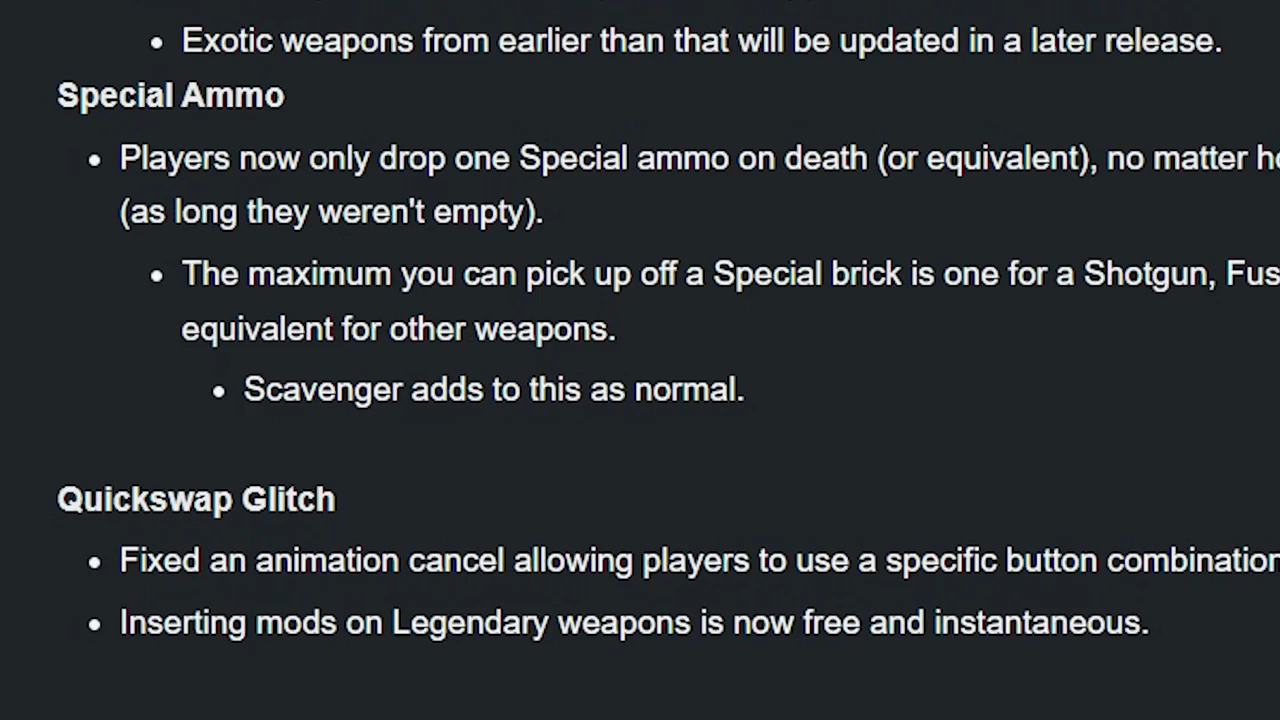 • Exotic weapons from earlier than that will be updated in a later release.
Special Ammo
• Players now only drop one Special ammo on death (or equivalent), no matter
(as long they weren't empty).
• The maximum you can pick up off a Special brick is one for a Shotgun,
equivalent for other weapons.
• Scavenger adds to this as normal.
Quickswap Glitch
• Fixed an animation cancel allowing players to use a specific button combination
• Inserting mods on Legendary weapons is now free and instantaneous.